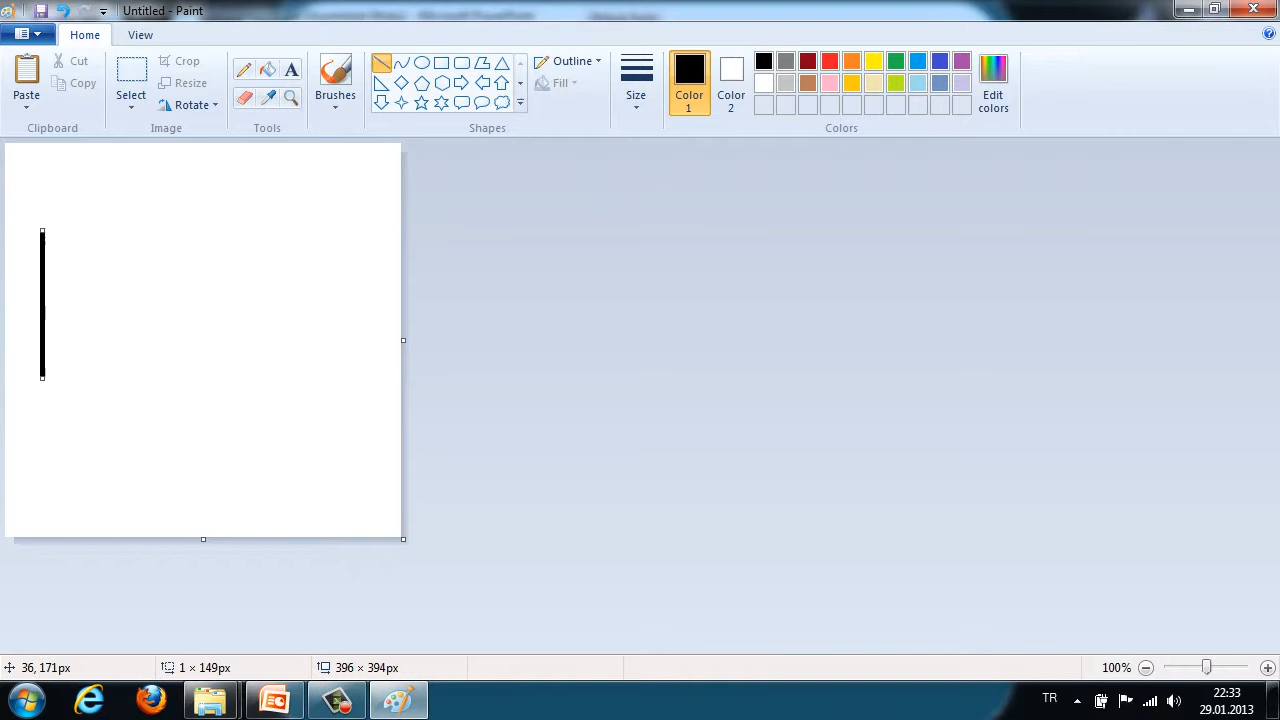 Untitled - Paint
Home
View
Paste
Cut
Copy
Clipboard
Select
Crop
Resize
Rotate
Image
A
Tools
Brushes
Outline
Fill
Shapes
Size
Color 1
Color 2
Edit colors
Colors
36, 171px
1 × 149px
396 × 394px
100%
TR
22:33
29.01.2013